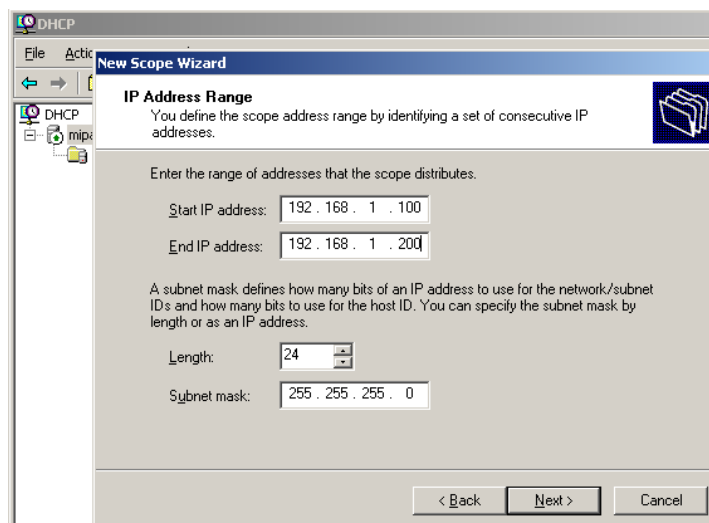 DHCP
File Actic
New Scope Wizard
IP Address Range
You define the scope address range by identifying a set of consecutive IP
addresses.
DHCP
mipa
Enter the range of addresses that the scope distributes.
Start IP address: 192 . 168 . 1 . 100
End IP address: 192 . 168 . 1 . 200
A subnet mask defines how many bits of an IP address to use for the network/subnet
IDs and how many bits to use for the host ID. You can specify the subnet mask by
length or as an IP address.
Length: 24
Subnet mask: 255 . 255 . 255 . 0
< Back Next > Cancel